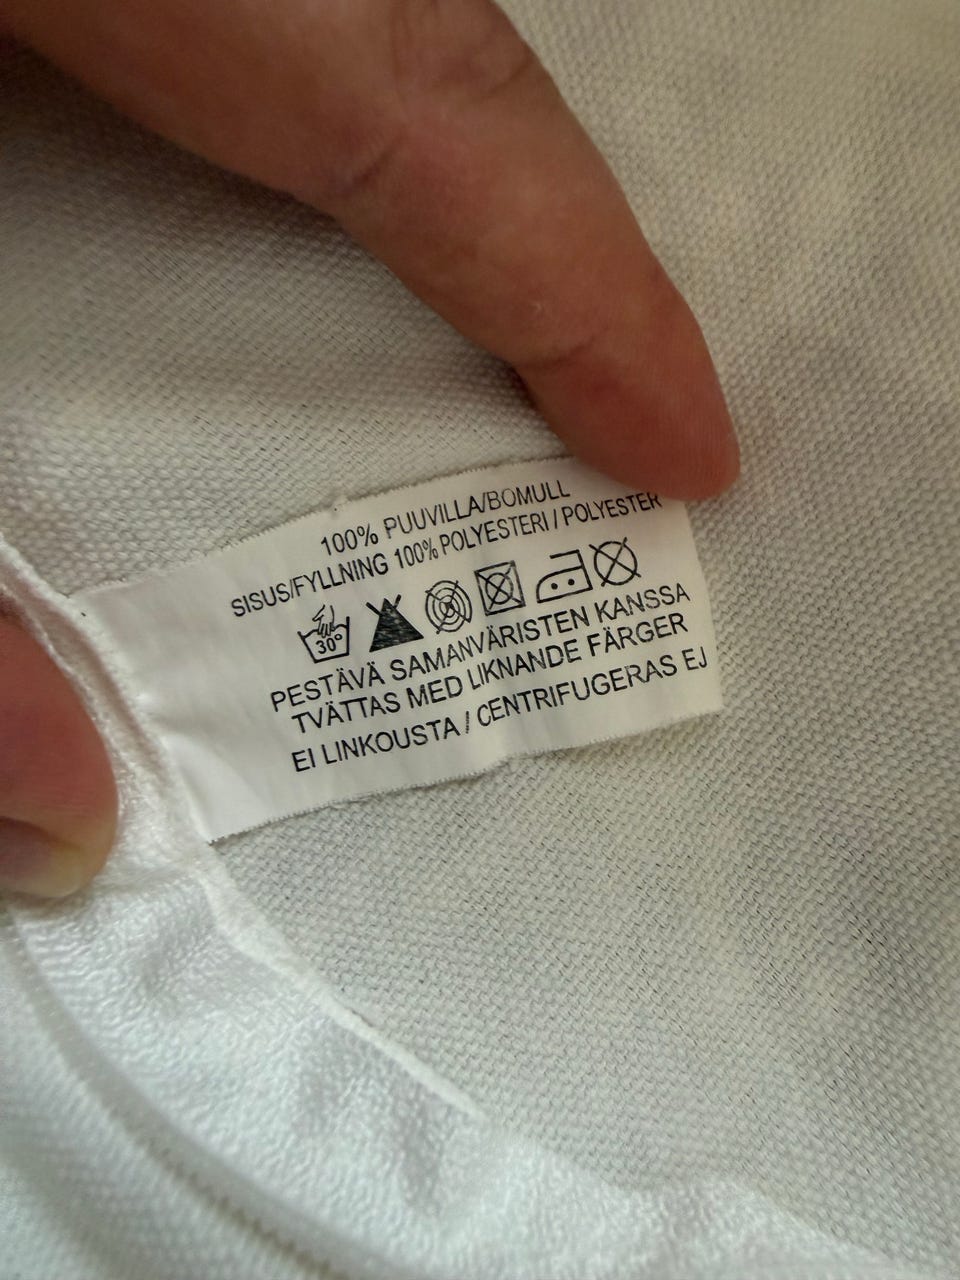 100% PUUVILLA/BOMULL
SISUS/FYLLNING 100% POLYESTERI / POLYESTER
30°
PESTÄVÄ SAMANVÄRISTEN KANSSA
TVÄTTAS MED LIKNANDE FÄRGER
EI LINKOUSTA / CENTRIFUGERAS EJ